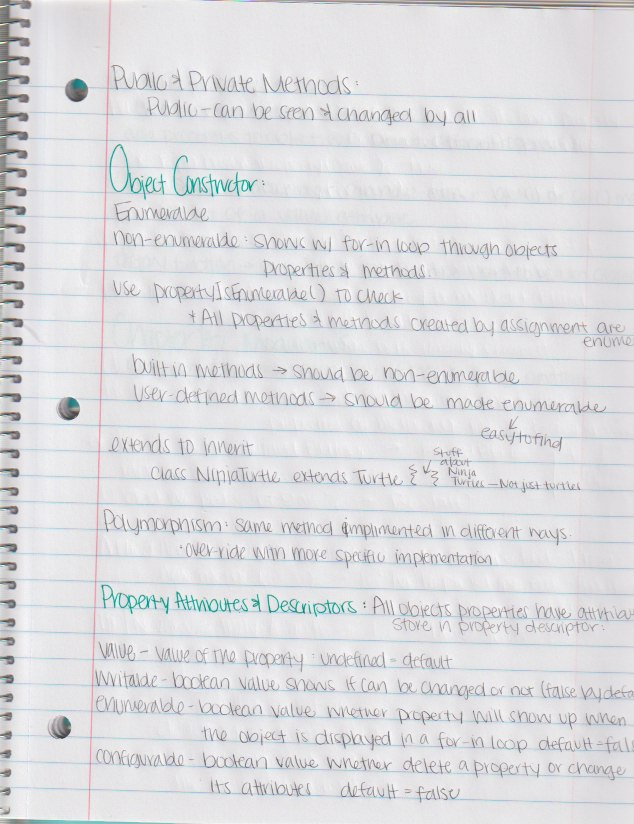 Public & Private Methods:
Public - can be seen & changed by all
Object Constructor:
Enumerable
non-enumerable: shows w/ for-in loop through objects
properties & methods.
use propertyIsEnumerable() to check
+ All properties & methods created by assignment are
enume
built in methods → should be non-enumerable
User-defined methods → should be made enumerable
easy to find
extends to inherit
class NinjaTurtle extends Turtle { }
stuff
about
Ninja
Turtles - Not just turtles
Polymorphism: same method implimented in different ways.
· over-ride with more specific implementation
Property Attributes & Descriptors: All objects properties have attribu
store in property descriptor:
value - value of the property: undefined = default
writable - boolean value shows if can be changed or not (false by defa
enumerable - boolean value whether property will show up when
the object is displayed in a for-in loop default = fals
configurable - boolean value whether delete a property or change
its attributes default = false